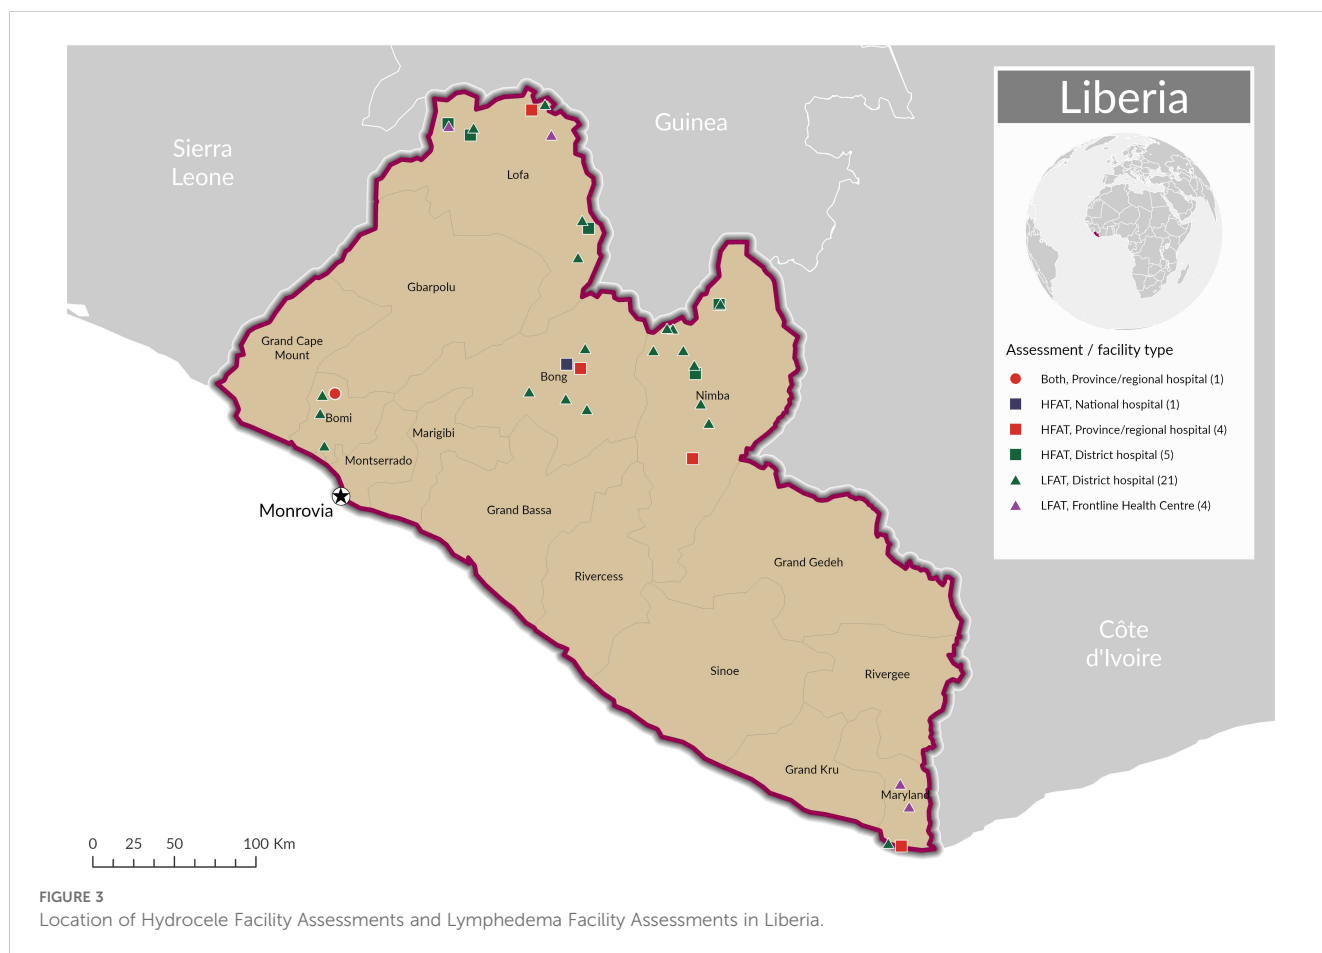 Liberia
Guinea
Sierra
Leone
Lofa
Gbarpolu
Grand Cape
Mount
Bong
Nimba
Bomi
Marigibi
Montserrado
Monrovia
Grand Bassa
Rivercess
Grand Gedeh
Sinoe
Rivergee
Grand Kru
Maryland
Côte
d'Ivoire
Assessment / facility type
Both, Province/regional hospital (1)
HFAT, National hospital (1)
HFAT, Province/regional hospital (4)
HFAT, District hospital (5)
LFAT, District hospital (21)
LFAT, Frontline Health Centre (4)
0 25 50 100 Km
FIGURE 3
Location of Hydrocele Facility Assessments and Lymphedema Facility Assessments in Liberia.